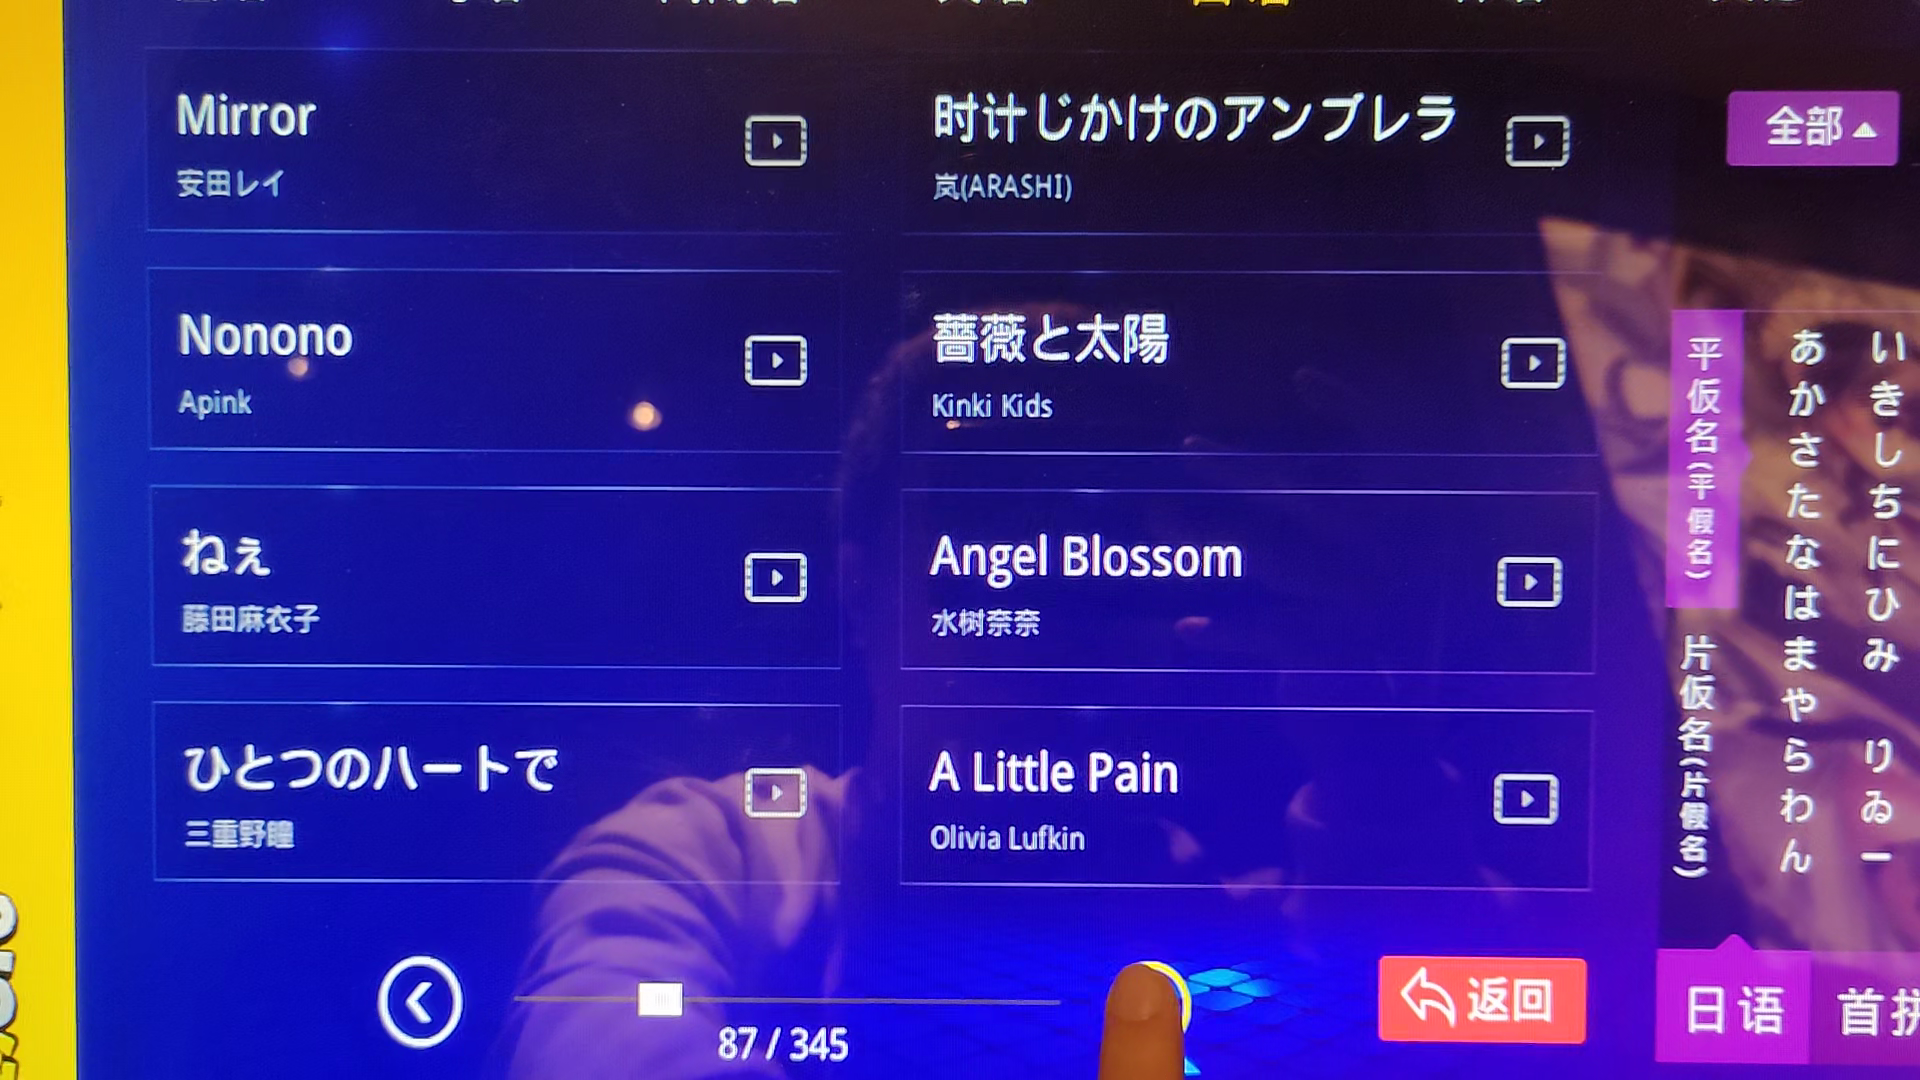 Mirror
安田レイ
时计じかけのアンブレラ
岚(ARASHI)
全部
Nonono
Apink
薔薇と太陽
Kinki Kids
ねぇ
藤田麻衣子
Angel Blossom
水树奈奈
ひとつのハートで
三重野瞳
A Little Pain
Olivia Lufkin
平仮名(平假名)
片仮名(片假名)
あかさたなはまやらわん
いきしちにひみ りゐー
87 / 345
返回
日语
首拼